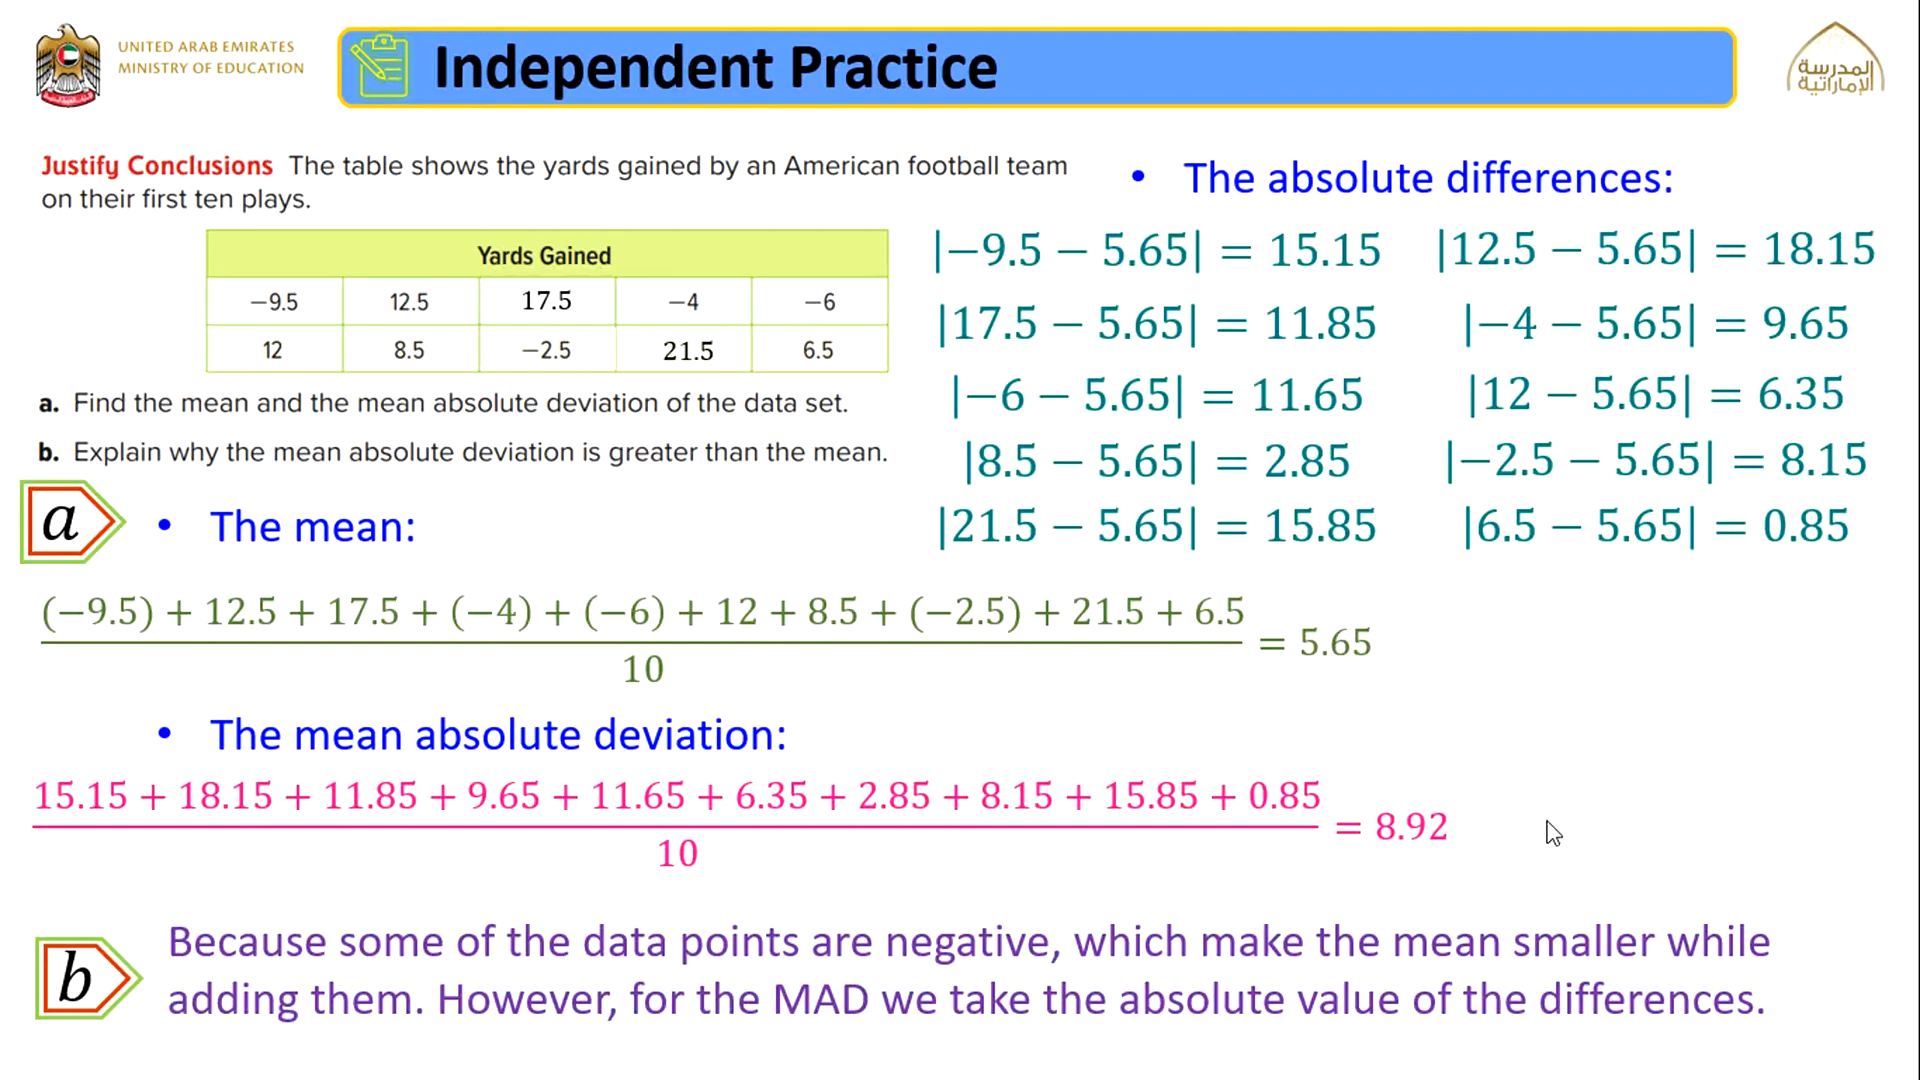 UNITED ARAB EMIRATES
MINISTRY OF EDUCATION
Independent Practice
المدرسة
الإماراتية
Justify Conclusions The table shows the yards gained by an American football team
on their first ten plays.
Yards Gained
−9.5 12.5 17.5 −4 −6
12 8.5 −2.5 21.5 6.5
a. Find the mean and the mean absolute deviation of the data set.
b. Explain why the mean absolute deviation is greater than the mean.
• The absolute differences:
|−9.5 − 5.65| = 15.15 |12.5 − 5.65| = 18.15
|17.5 − 5.65| = 11.85 |−4 − 5.65| = 9.65
|−6 − 5.65| = 11.65 |12 − 5.65| = 6.35
|8.5 − 5.65| = 2.85 |−2.5 − 5.65| = 8.15
|21.5 − 5.65| = 15.85 |6.5 − 5.65| = 0.85
a • The mean:
(−9.5) + 12.5 + 17.5 + (−4) + (−6) + 12 + 8.5 + (−2.5) + 21.5 + 6.5
= 5.65
10
• The mean absolute deviation:
15.15 + 18.15 + 11.85 + 9.65 + 11.65 + 6.35 + 2.85 + 8.15 + 15.85 + 0.85
= 8.92
10
b Because some of the data points are negative, which make the mean smaller while
adding them. However, for the MAD we take the absolute value of the differences.